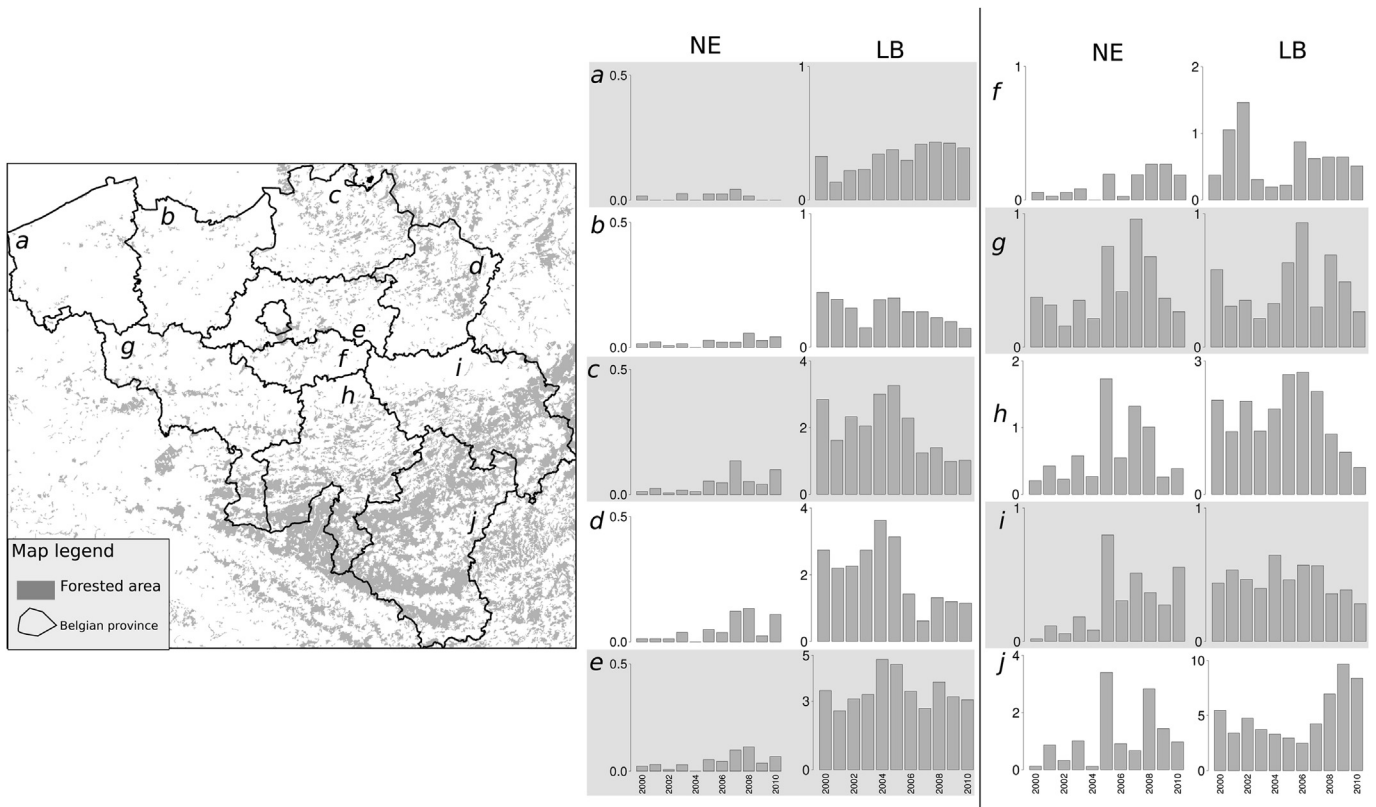 a
b
c
d
e
f
g
h
i
j
Map legend
Forested area
Belgian province
NE LB
a 0.5 0.0 1 0
b 0.5 0.0 1 0
c 0.5 0.0 4 2 0
d 0.5 0.0 4 2 0
e 0.5 0.0 5 3 0
2000 2002 2004 2006 2008 2010 2000 2002 2004 2006 2008 2010
NE LB
f 1 0 2 1 0
g 1 0 1 0
h 2 1 0 3 0
i 1 0 1 0
j 4 2 0 10 5 0
2000 2002 2004 2006 2008 2010 2000 2002 2004 2006 2008 2010